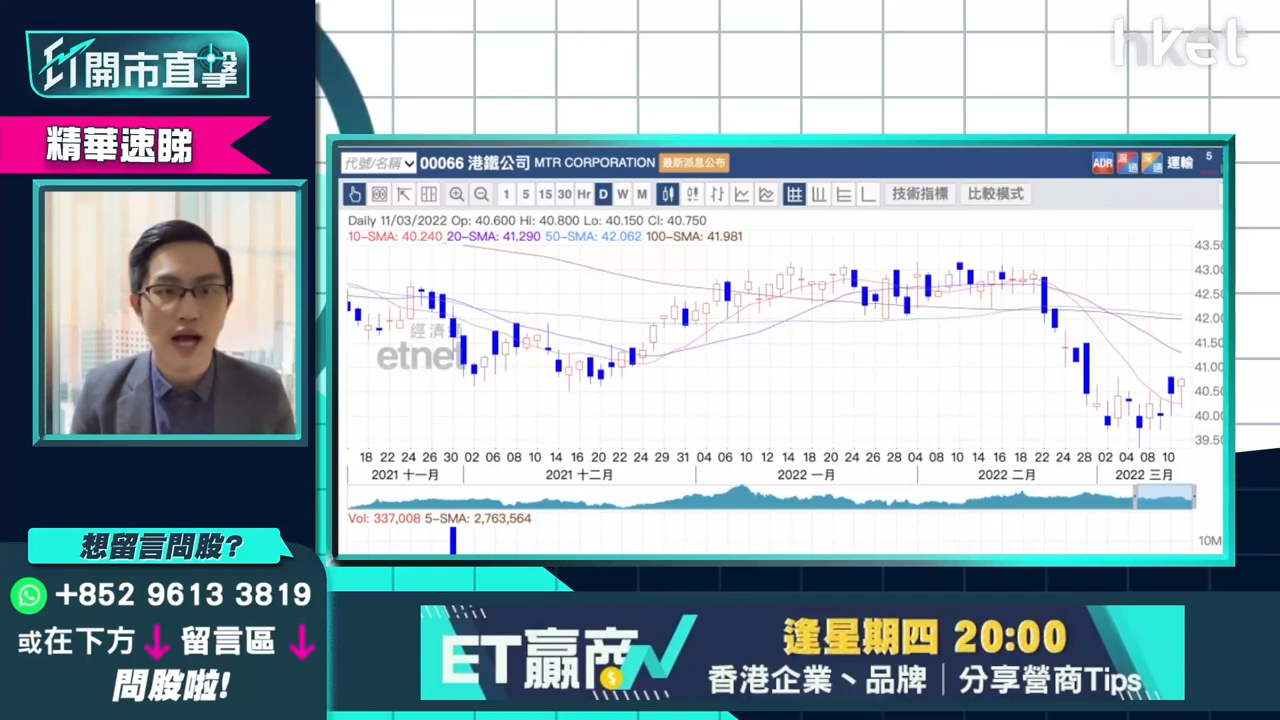 ET開市直擊
hket
精華速睇
代號/名稱 00066 港鐵公司 MTR CORPORATION 最新派息公布 ADR 運輸 5
1 5 15 30 Hr D W M 技術指標 比較模式
Daily 11/03/2022 Op: 40.600 Hi: 40.800 Lo: 40.150 Cl: 40.750
10-SMA: 40.240 20-SMA: 41.290 50-SMA: 42.062 100-SMA: 41.981
43.50
43.00
42.50
42.00
41.50
41.00
40.50
40.00
39.50
etnet
18 22 24 26 30 02 06 08 10 14 16 20 22 24 29 31 04 06 10 12 14 18 20 24 26 28 04 08 10 14 16 18 22 24 28 02 04 08 10
2021 十一月 2021 十二月 2022 一月 2022 二月 2022 三月
Vol: 337,008 5-SMA: 2,763,564
10M
想留言問股?
+852 9613 3819
或在下方 留言區
問股啦!
ET贏商
逢星期四 20:00
香港企業、品牌|分享營商Tips